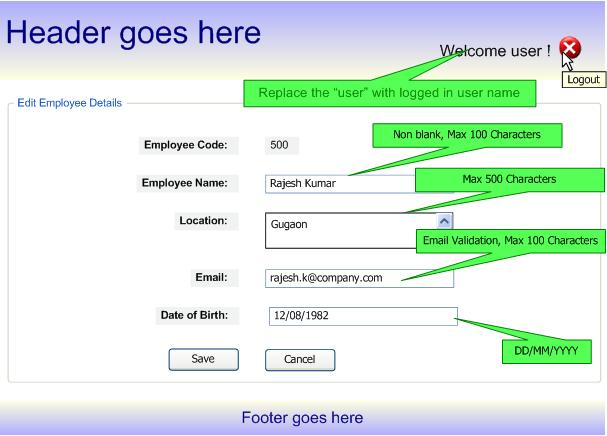 Header goes here
Welcome user !
Logout
Replace the “user” with logged in user name
Edit Employee Details
Non blank, Max 100 Characters
Employee Code: 500
Employee Name: Rajesh Kumar
Max 500 Characters
Location: Gugaon
Email Validation, Max 100 Characters
Email: rajesh.k@company.com
Date of Birth: 12/08/1982
DD/MM/YYYY
Save Cancel
Footer goes here